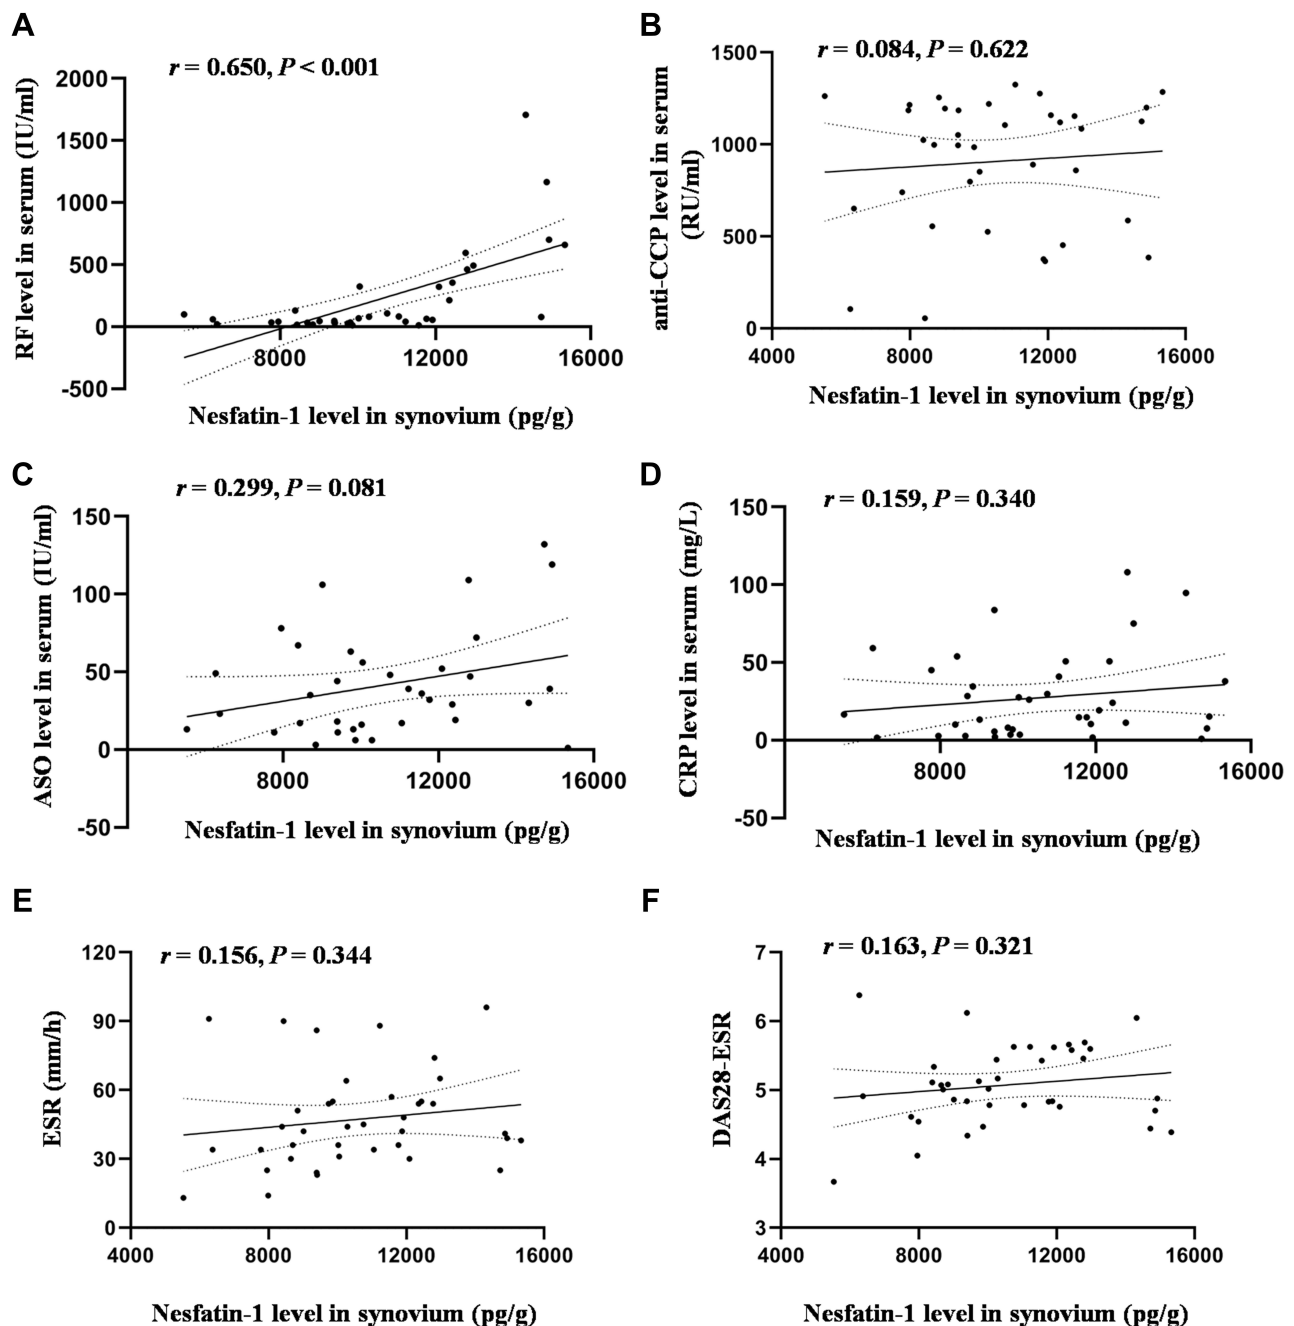 A
r = 0.650, P < 0.001
RF level in serum (IU/ml)
2000
1500
1000
500
0
-500
8000 12000 16000
Nesfatin-1 level in synovium (pg/g)
B
r = 0.084, P = 0.622
anti-CCP level in serum
(RU/ml)
1500
1000
500
0
4000 8000 12000 16000
Nesfatin-1 level in synovium (pg/g)
C
r = 0.299, P = 0.081
ASO level in serum (IU/ml)
150
100
50
0
-50
8000 12000 16000
Nesfatin-1 level in synovium (pg/g)
D
r = 0.159, P = 0.340
CRP level in serum (mg/L)
150
100
50
0
-50
8000 12000 16000
Nesfatin-1 level in synovium (pg/g)
E
r = 0.156, P = 0.344
ESR (mm/h)
120
90
60
30
0
4000 8000 12000 16000
Nesfatin-1 level in synovium (pg/g)
F
r = 0.163, P = 0.321
DAS28-ESR
7
6
5
4
3
4000 8000 12000 16000
Nesfatin-1 level in synovium (pg/g)